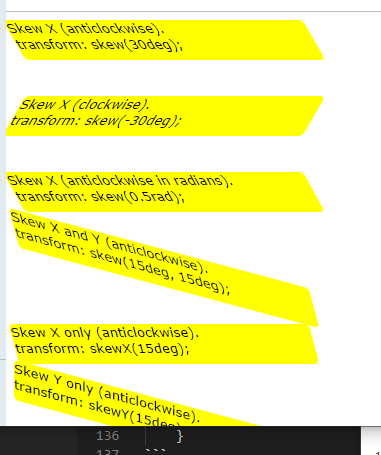 Skew X (anticlockwise).
transform: skew(30deg);
Skew X (clockwise).
transform: skew(-30deg);
Skew X (anticlockwise in radians).
transform: skew(0.5rad);
Skew X and Y (anticlockwise).
transform: skew(15deg, 15deg);
Skew X only (anticlockwise).
transform: skewX(15deg);
Skew Y only (anticlockwise).
transform: skewY(15deg
136 }
137 ```